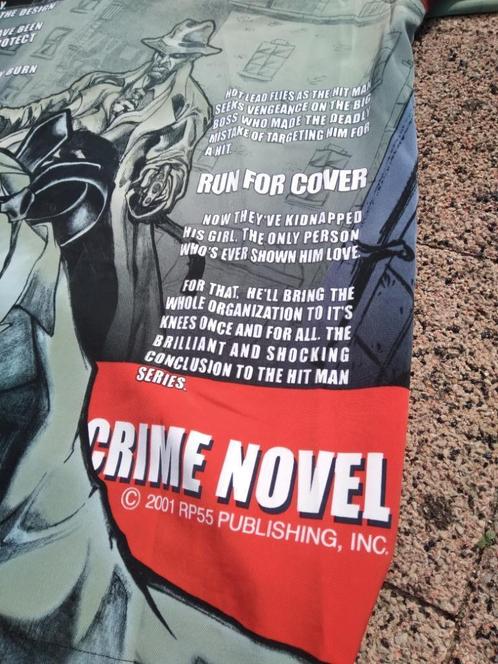 THE DESIGN
AVE BEEN
OTECT
BURN
HOT LEAD FLIES AS THE HIT MAN
SEEKS VENGEANCE ON THE BIG
BOSS WHO MADE THE DEADLY
MISTAKE OF TARGETING HIM FOR
A HIT.
RUN FOR COVER
NOW THEY'VE KIDNAPPED
HIS GIRL. THE ONLY PERSON
WHO'S EVER SHOWN HIM LOVE.
FOR THAT, HE'LL BRING THE
WHOLE ORGANIZATION TO IT'S
KNEES ONCE AND FOR ALL. THE
BRILLIANT AND SHOCKING
CONCLUSION TO THE HIT MAN
SERIES.
CRIME NOVEL
© 2001 RP55 PUBLISHING, INC.